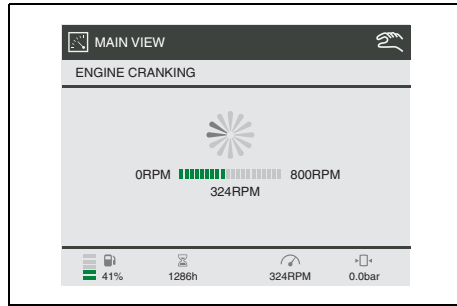 MAIN VIEW
ENGINE CRANKING
0RPM 800RPM
324RPM
41% 1286h 324RPM 0.0bar